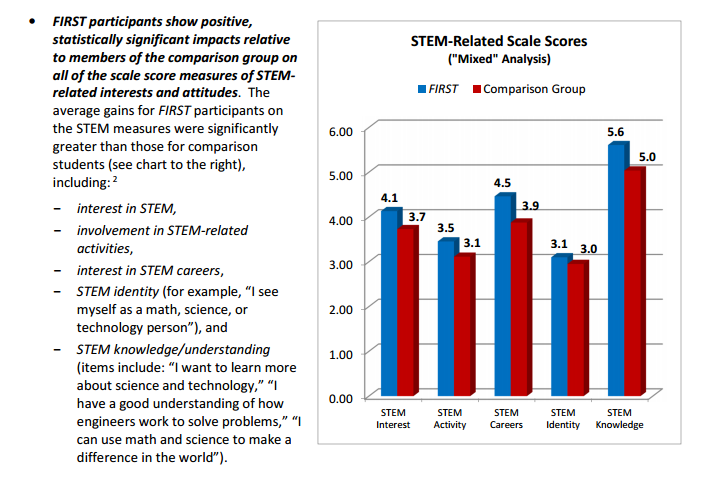 • FIRST participants show positive,
statistically significant impacts relative
to members of the comparison group on
all of the scale score measures of STEM-
related interests and attitudes. The
average gains for FIRST participants on
the STEM measures were significantly
greater than those for comparison
students (see chart to the right),
including: 2
– interest in STEM,
– involvement in STEM-related
activities,
– interest in STEM careers,
– STEM identity (for example, “I see
myself as a math, science, or
technology person”), and
– STEM knowledge/understanding
(items include: “I want to learn more
about science and technology,” “I
have a good understanding of how
engineers work to solve problems,” “I
can use math and science to make a
difference in the world”).
STEM-Related Scale Scores
("Mixed" Analysis)
FIRST Comparison Group
6.00
5.00
4.00
3.00
2.00
1.00
0.00
4.1 3.7
3.5 3.1
4.5 3.9
3.1 3.0
5.6 5.0
STEM Interest
STEM Activity
STEM Careers
STEM Identity
STEM Knowledge